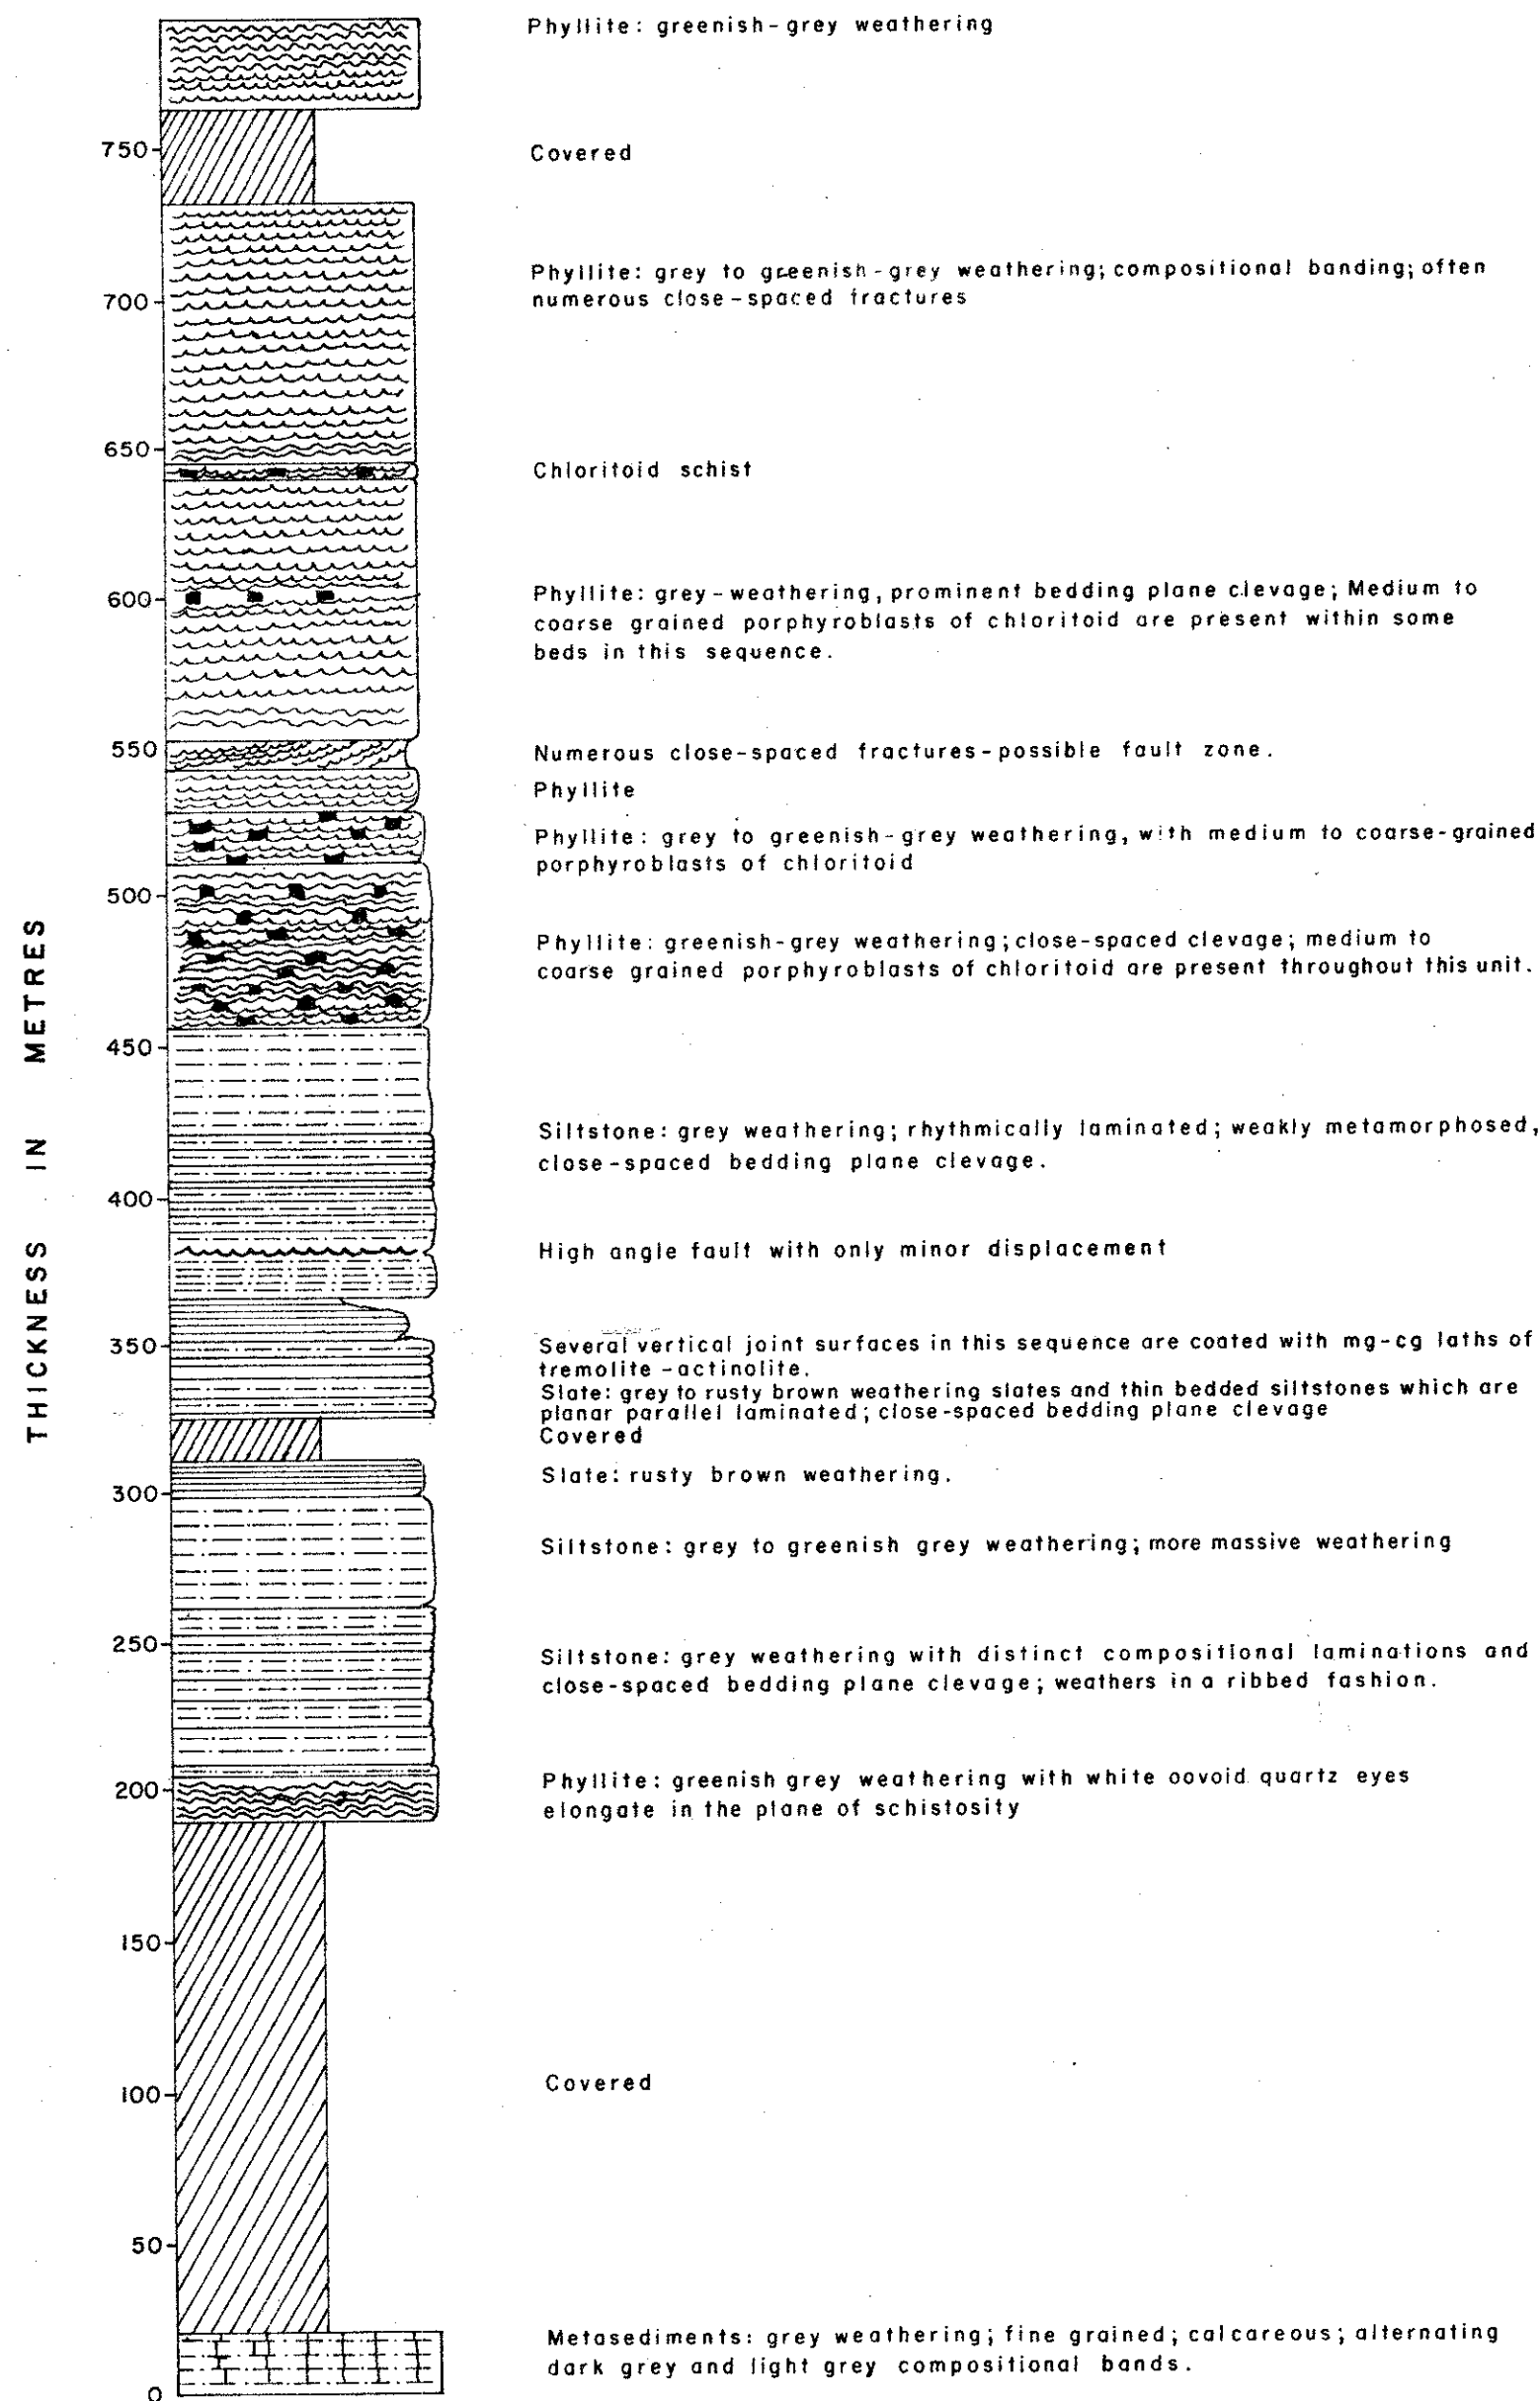 Phyllite: greenish-grey weathering
750
Covered
Phyllite: grey to greenish-grey weathering; compositional banding; often
numerous close-spaced fractures
700
650
Chloritoid schist
600
Phyllite: grey-weathering, prominent bedding plane clevage; Medium to
coarse grained porphyroblasts of chloritoid are present within some
beds in this sequence.
550
Numerous close-spaced fractures-possible fault zone.
Phyllite
Phyllite: grey to greenish-grey weathering, with medium to coarse-grained
porphyroblasts of chloritoid
500
Phyllite: greenish-grey weathering; close-spaced clevage; medium to
coarse grained porphyroblasts of chloritoid are present throughout this unit.
THICKNESS IN METRES
450
Siltstone: grey weathering; rhythmically laminated; weakly metamorphosed,
close-spaced bedding plane clevage.
400
High angle fault with only minor displacement
350
Several vertical joint surfaces in this sequence are coated with mg-cg laths of
tremolite-actinolite.
Slate: grey to rusty brown weathering slates and thin bedded siltstones which are
planar parallel laminated; close-spaced bedding plane clevage
Covered
Slate: rusty brown weathering.
300
Siltstone: grey to greenish grey weathering; more massive weathering
250
Siltstone: grey weathering with distinct compositional laminations and
close-spaced bedding plane clevage; weathers in a ribbed fashion.
200
Phyllite: greenish grey weathering with white oovoid quartz eyes
elongate in the plane of schistosity
150
100
Covered
50
Metasediments: grey weathering; fine grained; calcareous; alternating
dark grey and light grey compositional bands.
0